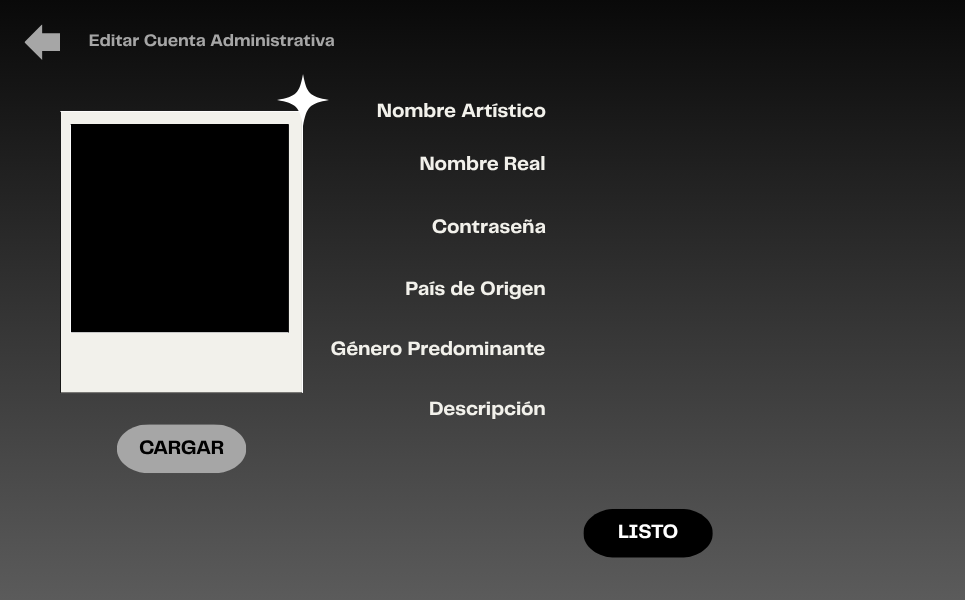 Editar Cuenta Administrativa
Nombre Artístico
Nombre Real
Contraseña
País de Origen
Género Predominante
Descripción
CARGAR
LISTO